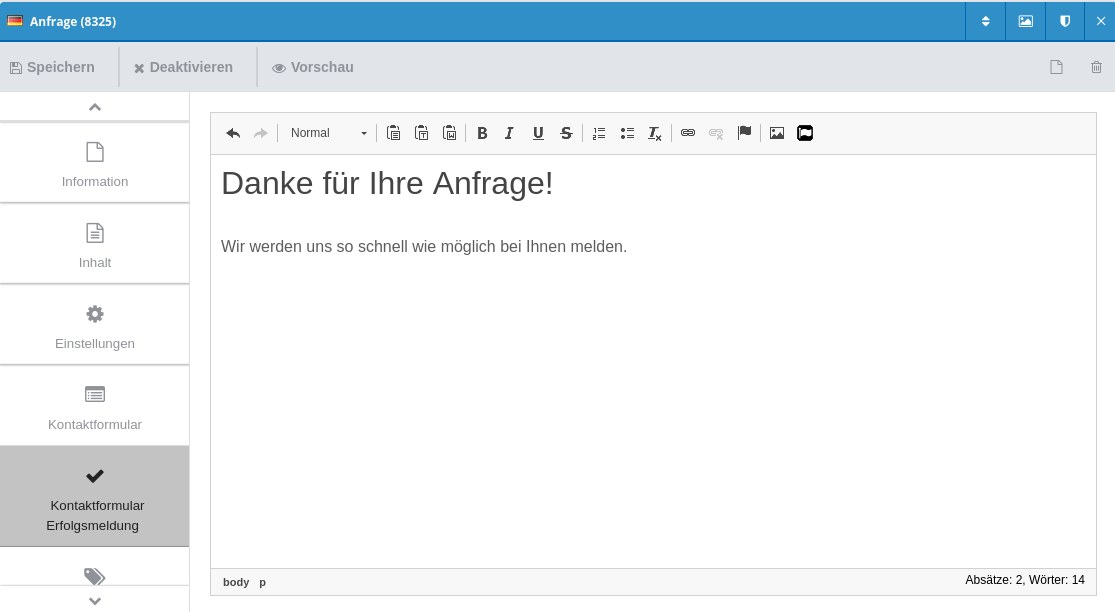 Anfrage (8325)
Speichern Deaktivieren Vorschau
Normal
B I U S
Information
Inhalt
Einstellungen
Kontaktformular
Kontaktformular
Erfolgsmeldung
Danke für Ihre Anfrage!
Wir werden uns so schnell wie möglich bei Ihnen melden.
body p
Absätze: 2, Wörter: 14